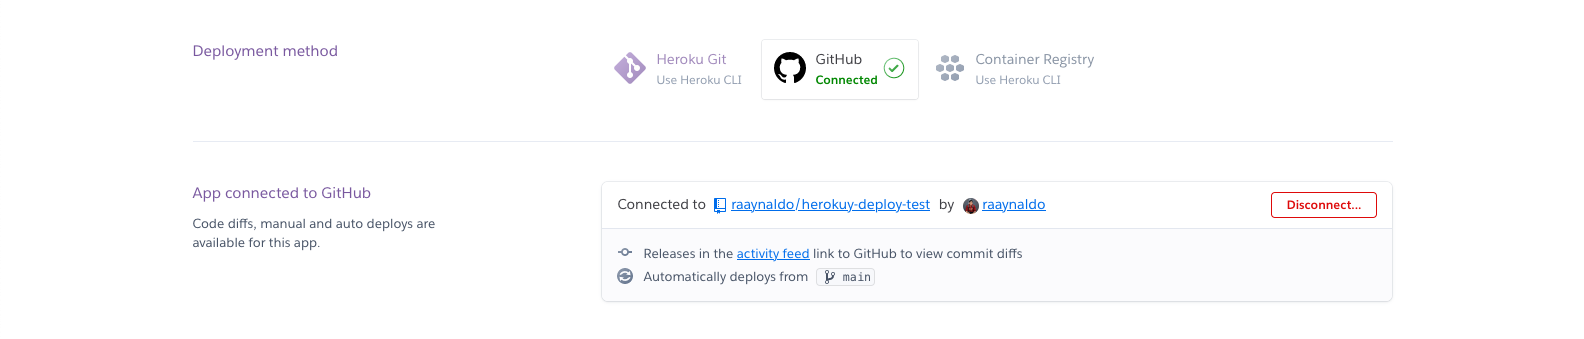 Deployment method
Heroku Git
Use Heroku CLI
GitHub
Connected
Container Registry
Use Heroku CLI
App connected to GitHub
Code diffs, manual and auto deploys are
available for this app.
Connected to raaynaldo/herokuy-deploy-test by raaynaldo
Disconnect...
Releases in the activity feed link to GitHub to view commit diffs
Automatically deploys from main